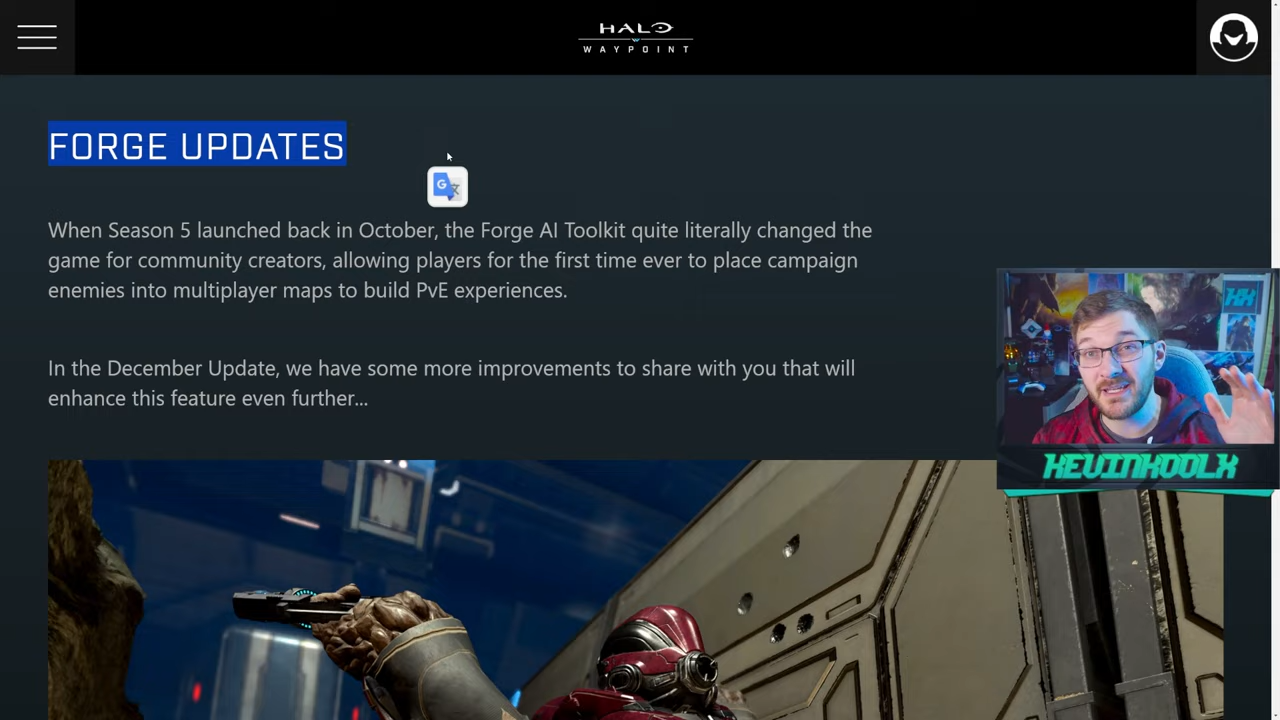 HALO
WAYPOINT
FORGE UPDATES
When Season 5 launched back in October, the Forge AI Toolkit quite literally changed the
game for community creators, allowing players for the first time ever to place campaign
enemies into multiplayer maps to build PvE experiences.
In the December Update, we have some more improvements to share with you that will
enhance this feature even further...
KEVINKOOLX